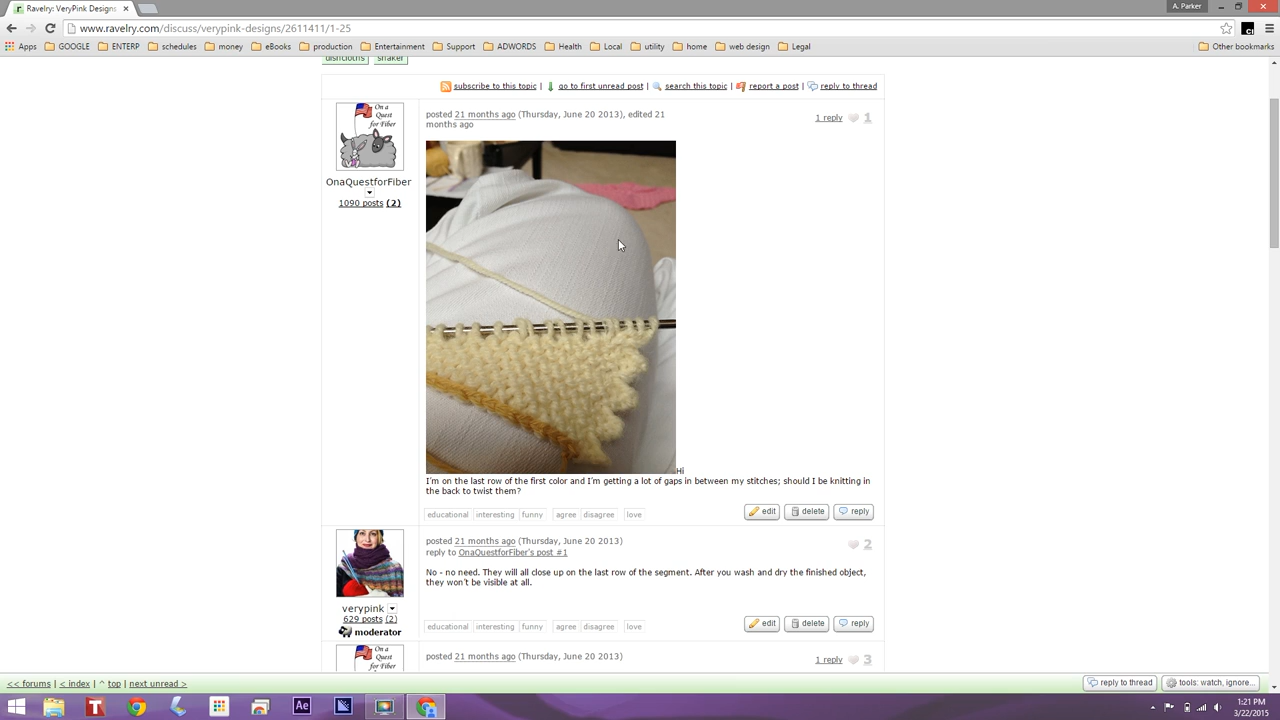 Ravelry: VeryPink Designs
A. Parker
www.ravelry.com/discuss/verypink-designs/2611411/1-25
Apps GOOGLE ENTERP schedules money eBooks production Entertainment Support ADWORDS Health Local utility home web design Legal Other bookmarks
dishcloths shaker
subscribe to this topic | go to first unread post | search this topic | report a post | reply to thread
On a Quest for Fiber
OnaQuestforFiber
1090 posts (2)
posted 21 months ago (Thursday, June 20 2013), edited 21
months ago
1 reply 1
Hi
I'm on the last row of the first color and I'm getting a lot of gaps in between my stitches; should I be knitting in
the back to twist them?
educational interesting funny agree disagree love
edit delete reply
verypink
629 posts (2)
moderator
posted 21 months ago (Thursday, June 20 2013)
2
reply to OnaQuestforFiber's post #1
No - no need. They will all close up on the last row of the segment. After you wash and dry the finished object,
they won't be visible at all.
educational interesting funny agree disagree love
edit delete reply
On a Quest for Fiber
posted 21 months ago (Thursday, June 20 2013)
1 reply 3
<< forums | < index | ^ top | next unread >
reply to thread tools: watch, ignore...
T Ae
1:21 PM
3/22/2015